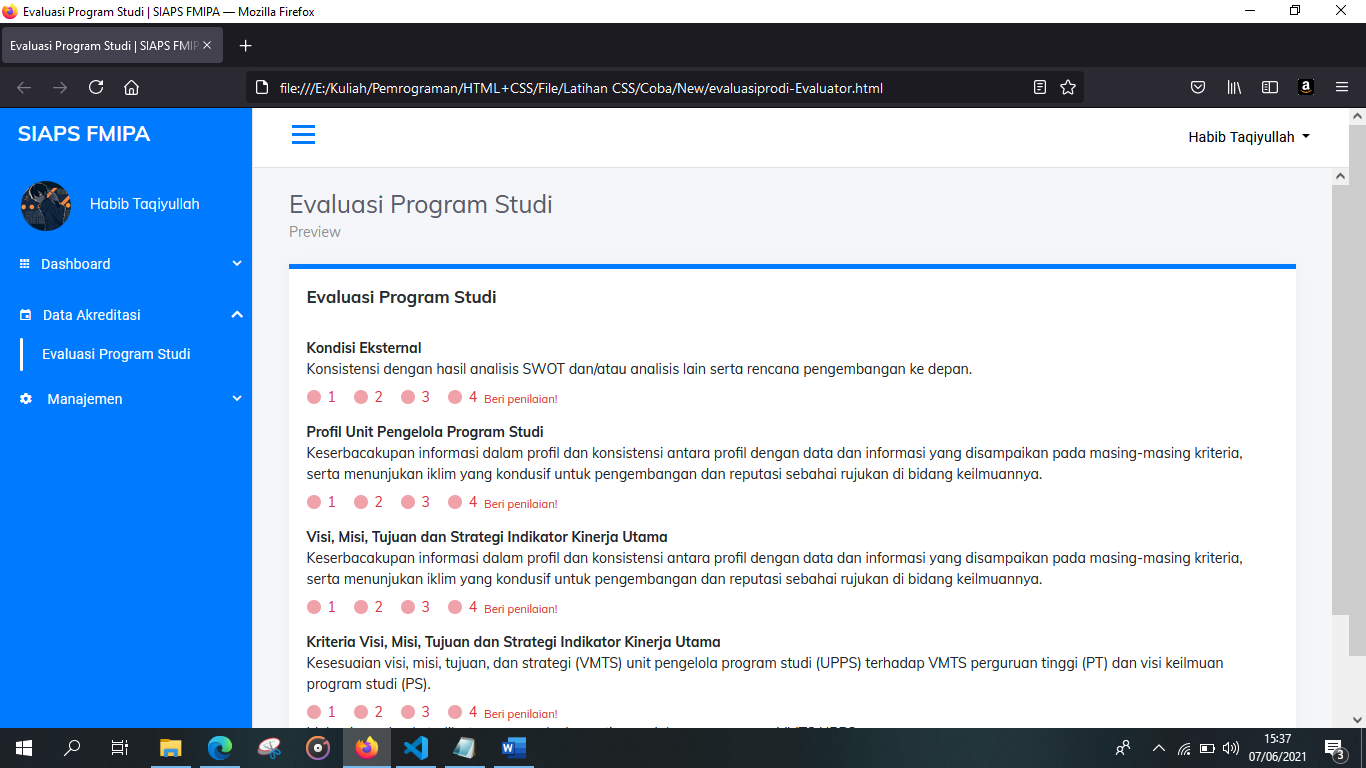 Evaluasi Program Studi | SIAPS FMIPA — Mozilla Firefox
Evaluasi Program Studi | SIAPS FMIP
file:///E:/Kuliah/Pemrograman/HTML+CSS/File/Latihan CSS/Coba/New/evaluasiprodi-Evaluator.html
SIAPS FMIPA
Habib Taqiyullah
Habib Taqiyullah
Dashboard
Data Akreditasi
Evaluasi Program Studi
Manajemen
Evaluasi Program Studi
Preview
Evaluasi Program Studi
Kondisi Eksternal
Konsistensi dengan hasil analisis SWOT dan/atau analisis lain serta rencana pengembangan ke depan.
1 2 3 4 Beri penilaian!
Profil Unit Pengelola Program Studi
Keserbacakupan informasi dalam profil dan konsistensi antara profil dengan data dan informasi yang disampaikan pada masing-masing kriteria,
serta menunjukan iklim yang kondusif untuk pengembangan dan reputasi sebahai rujukan di bidang keilmuannya.
1 2 3 4 Beri penilaian!
Visi, Misi, Tujuan dan Strategi Indikator Kinerja Utama
Keserbacakupan informasi dalam profil dan konsistensi antara profil dengan data dan informasi yang disampaikan pada masing-masing kriteria,
serta menunjukan iklim yang kondusif untuk pengembangan dan reputasi sebahai rujukan di bidang keilmuannya.
1 2 3 4 Beri penilaian!
Kriteria Visi, Misi, Tujuan dan Strategi Indikator Kinerja Utama
Kesesuaian visi, misi, tujuan, dan strategi (VMTS) unit pengelola program studi (UPPS) terhadap VMTS perguruan tinggi (PT) dan visi keilmuan
program studi (PS).
1 2 3 4 Beri penilaian!
15:37
07/06/2021
3